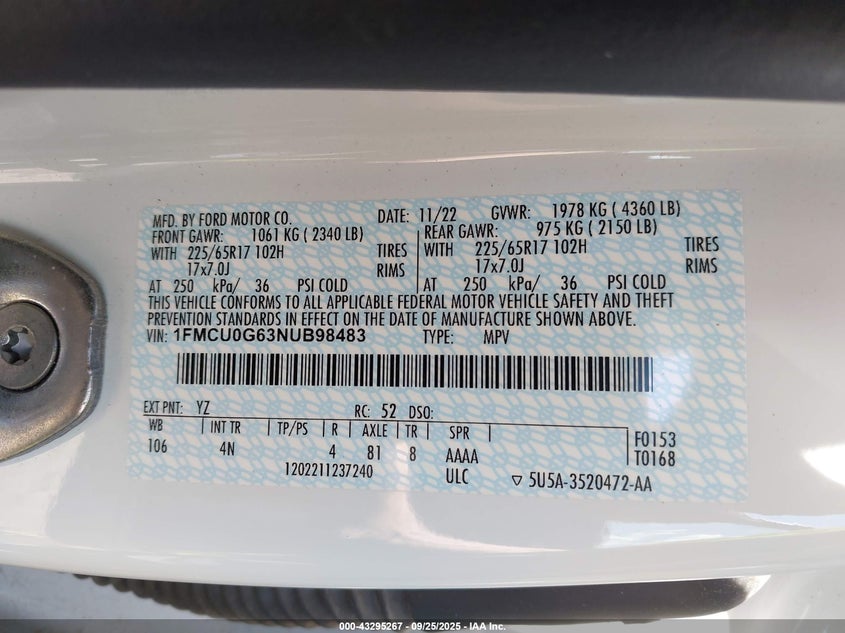 MFD. BY FORD MOTOR CO. DATE: 11/22 GVWR: 1978 KG ( 4360 LB)
FRONT GAWR: 1061 KG ( 2340 LB) REAR GAWR: 975 KG ( 2150 LB)
WITH 225/65R17 102H TIRES WITH 225/65R17 102H TIRES
17x7.0J RIMS 17x7.0J RIMS
AT 250 kPa/ 36 PSI COLD AT 250 kPa/ 36 PSI COLD
THIS VEHICLE CONFORMS TO ALL APPLICABLE FEDERAL MOTOR VEHICLE SAFETY AND THEFT
PREVENTION STANDARDS IN EFFECT ON THE DATE OF MANUFACTURE SHOWN ABOVE.
VIN: 1FMCU0G63NUB98483 TYPE: MPV
EXT PNT: YZ RC: 52 DSO:
WB INT TR TP/PS R AXLE TR SPR F0153
106 4N 4 81 8 AAAA T0168
1202211237240 ULC 5U5A-3520472-AA
000-43295267 - 09/25/2025 - IAA Inc.